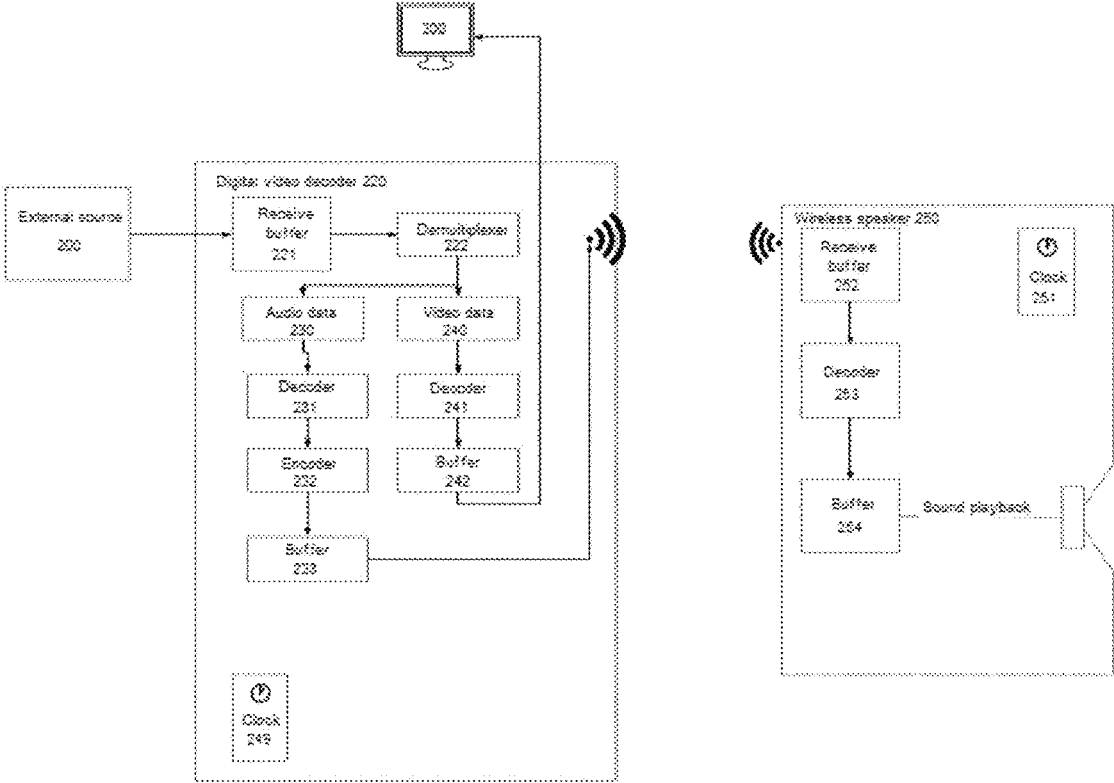 Digital video decoder 220
External source
200
Receive
buffer
221
Demultiplexer
222
Audio data
230
Video data
240
Decoder
231
Decoder
241
Encoder
232
Buffer
242
Buffer
233
Clock
249
Wireless speaker 250
Receive
buffer
252
Clock
251
Decoder
253
Buffer
254
Sound playback